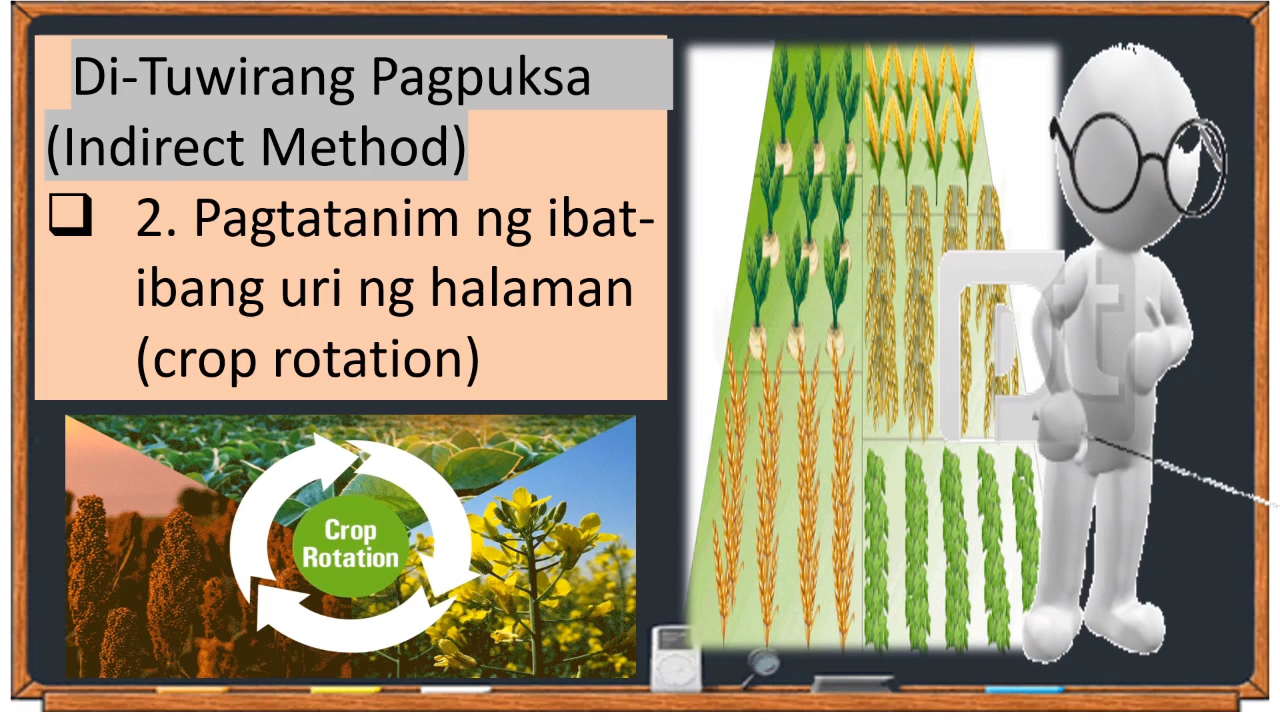 Di-Tuwirang Pagpuksa
(Indirect Method)
❑ 2. Pagtatanim ng ibat-
ibang uri ng halaman
(crop rotation)
Crop
Rotation